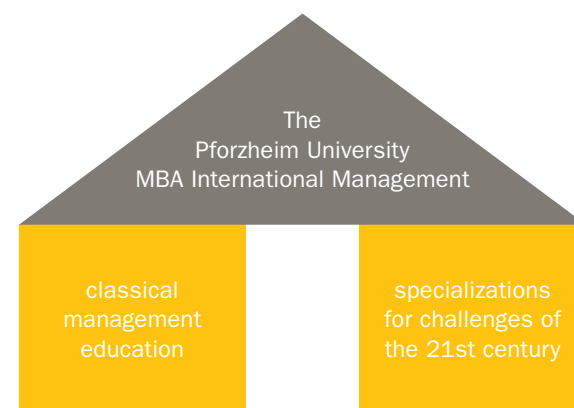 The
Pforzheim University
MBA International Management
classical
management
education
specializations
for challenges of
the 21st century